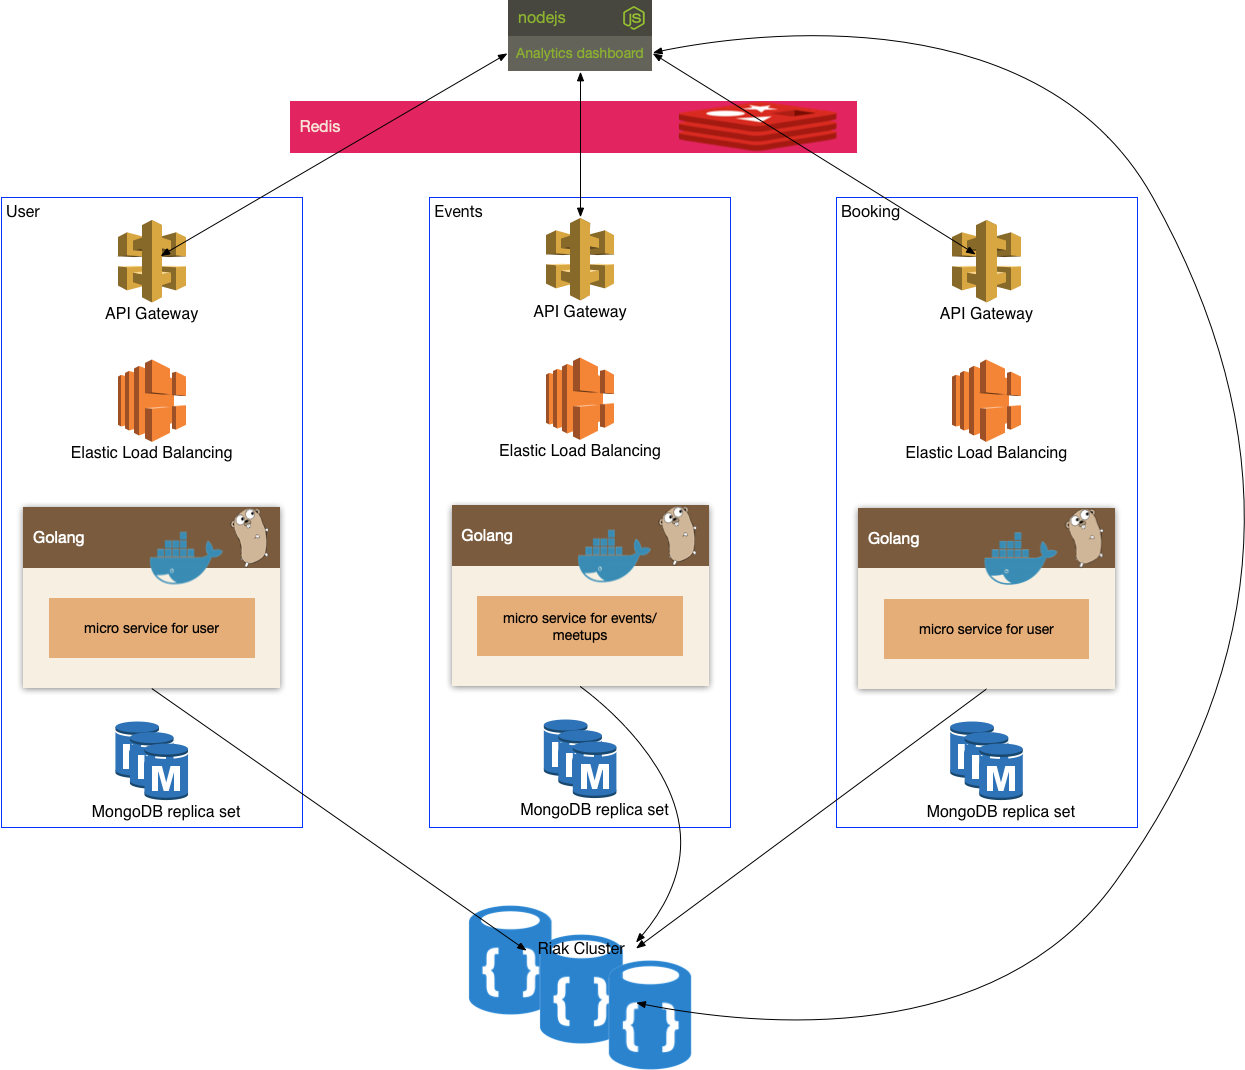 nodejs
JS
Analytics dashboard
Redis
User
Events
Booking
API Gateway
API Gateway
API Gateway
Elastic Load Balancing
Elastic Load Balancing
Elastic Load Balancing
Golang
Golang
Golang
micro service for user
micro service for events/
meetups
micro service for user
M
M
M
MongoDB replica set
MongoDB replica set
MongoDB replica set
Riak Cluster
{ }
{ }
{ }